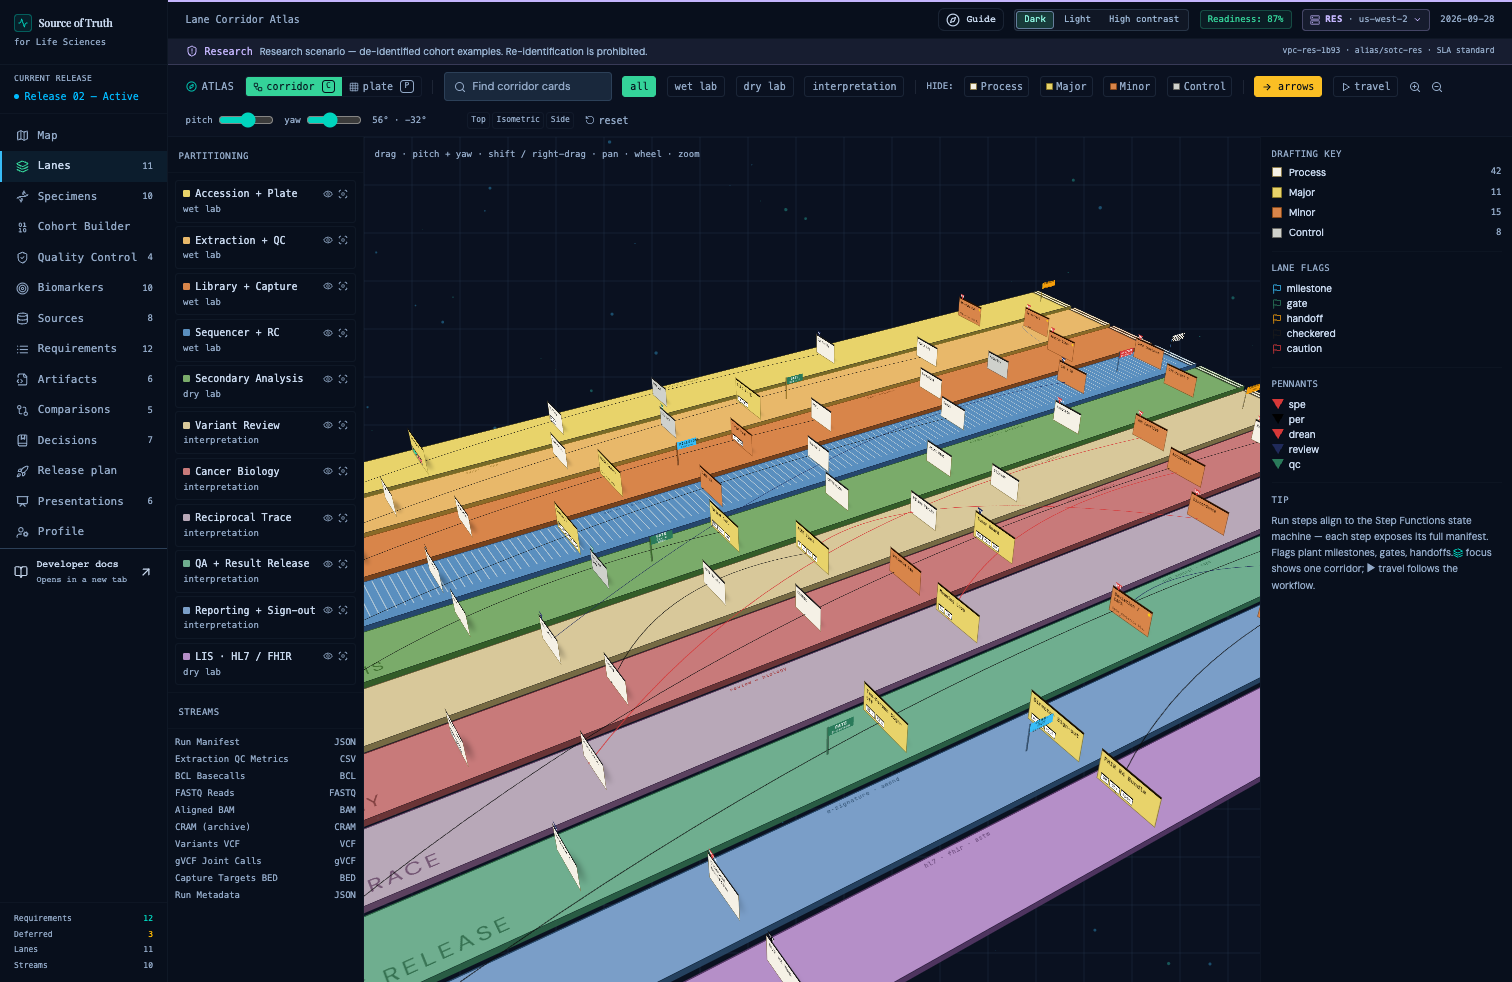 Source of Truth
for Life Sciences
CURRENT RELEASE
Release 02 — Active
Map
Lanes 11
Specimens 10
Cohort Builder
Quality Control 4
Biomarkers 10
Sources 8
Requirements 12
Artifacts 6
Comparisons 5
Decisions 7
Release plan
Presentations 6
Profile
Developer docs
Opens in a new tab
Requirements 12
Deferred 3
Lanes 11
Streams 10
Lane Corridor Atlas
Guide
Dark Light High contrast
Readiness: 87%
RES · us-west-2
2026-09-28
Research Research scenario — de-identified cohort examples. Re-identification is prohibited.
vpc-res-1b93 · alias/sotc-res · SLA standard
ATLAS corridor C plate P
Find corridor cards
all wet lab dry lab interpretation
HIDE: Process Major Minor Control
arrows travel
pitch yaw 56° · −32°
Top Isometric Side reset
PARTITIONING
Accession + Plate
wet lab
Extraction + QC
wet lab
Library + Capture
wet lab
Sequencer + RC
wet lab
Secondary Analysis
dry lab
Variant Review
interpretation
Cancer Biology
interpretation
Reciprocal Trace
interpretation
QA + Result Release
interpretation
Reporting + Sign-out
interpretation
LIS · HL7 / FHIR
dry lab
STREAMS
Run Manifest JSON
Extraction QC Metrics CSV
BCL Basecalls BCL
FASTQ Reads FASTQ
Aligned BAM BAM
CRAM (archive) CRAM
Variants VCF VCF
gVCF Joint Calls gVCF
Capture Targets BED BED
Run Metadata JSON
drag · pitch + yaw · shift / right-drag · pan · wheel · zoom
review → biology
GATE
e-signature · amend
hl7 · fhir · site
FHIR R4 Bundle
RACE
RELEASE
DRAFTING KEY
Process 42
Major 11
Minor 15
Control 8
LANE FLAGS
milestone
gate
handoff
checkered
caution
PENNANTS
spe
per
drean
review
qc
TIP
Run steps align to the Step Functions state
machine — each step exposes its full manifest.
Flags plant milestones, gates, handoffs. focus
shows one corridor; ▶ travel follows the
workflow.